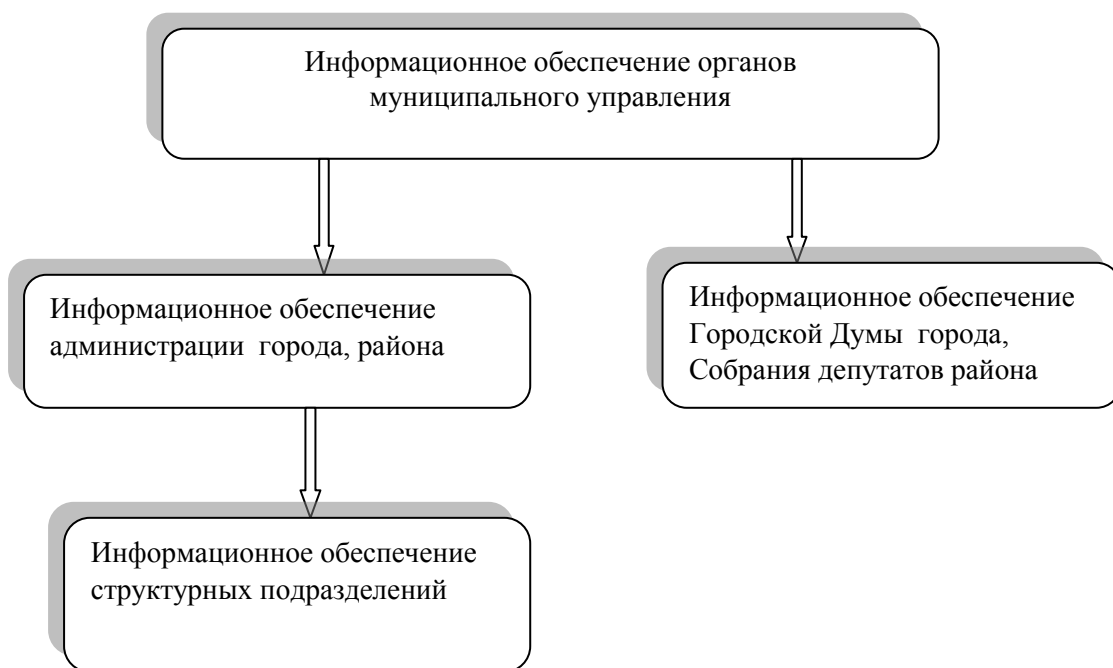 Информационное обеспечение органов
муниципального управления
Информационное обеспечение
администрации города, района
Информационное обеспечение
Городской Думы города,
Собрания депутатов района
Информационное обеспечение
структурных подразделений